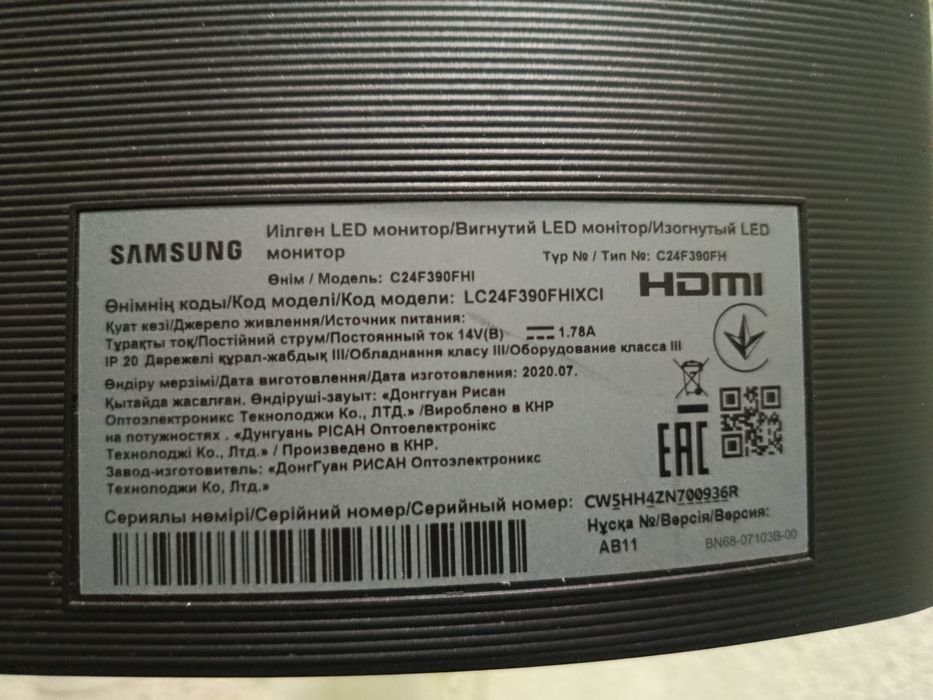 SAMSUNG
Иілген LED монитор/Вигнутий LED монітор/Изогнутый LED
монитор
Түр № / Тип №: C24F390FH
Өнім / Модель: C24F390FHI
HDMI
Өнімнің коды/Код моделі/Код модели: LC24F390FHIXCI
Қуат көзі/Джерело живлення/Источник питания:
Тұрақты тоқ/Постійний струм/Постоянный ток 14V(B) 1.78A
IP 20 Дәрежелі құрал-жабдық III/Обладнання класу III/Оборудование класса III
Өндіру мерзімі/Дата виготовлення/Дата изготовления: 2020.07.
Қытайда жасалған. Өндіруші-зауыт: «Донггуан Рисан
Оптоэлектроникс Текнолоджи Ко., ЛТД.» /Вироблено в КНР
на потужностях . «Дунгуань РІСАН Оптоелектронікс
Технолоджі Ко., Лтд.» / Произведено в КНР.
Завод-изготовитель: «ДонгГуан РИСАН Оптоэлектроникс
Технолоджи Ко, Лтд.»
EAC
Сериялы нөмірі/Серійний номер/Серийный номер: CW5HH4ZN700936R
Нұсқа №/Версія/Версия:
AB11
BN68-07103B-00